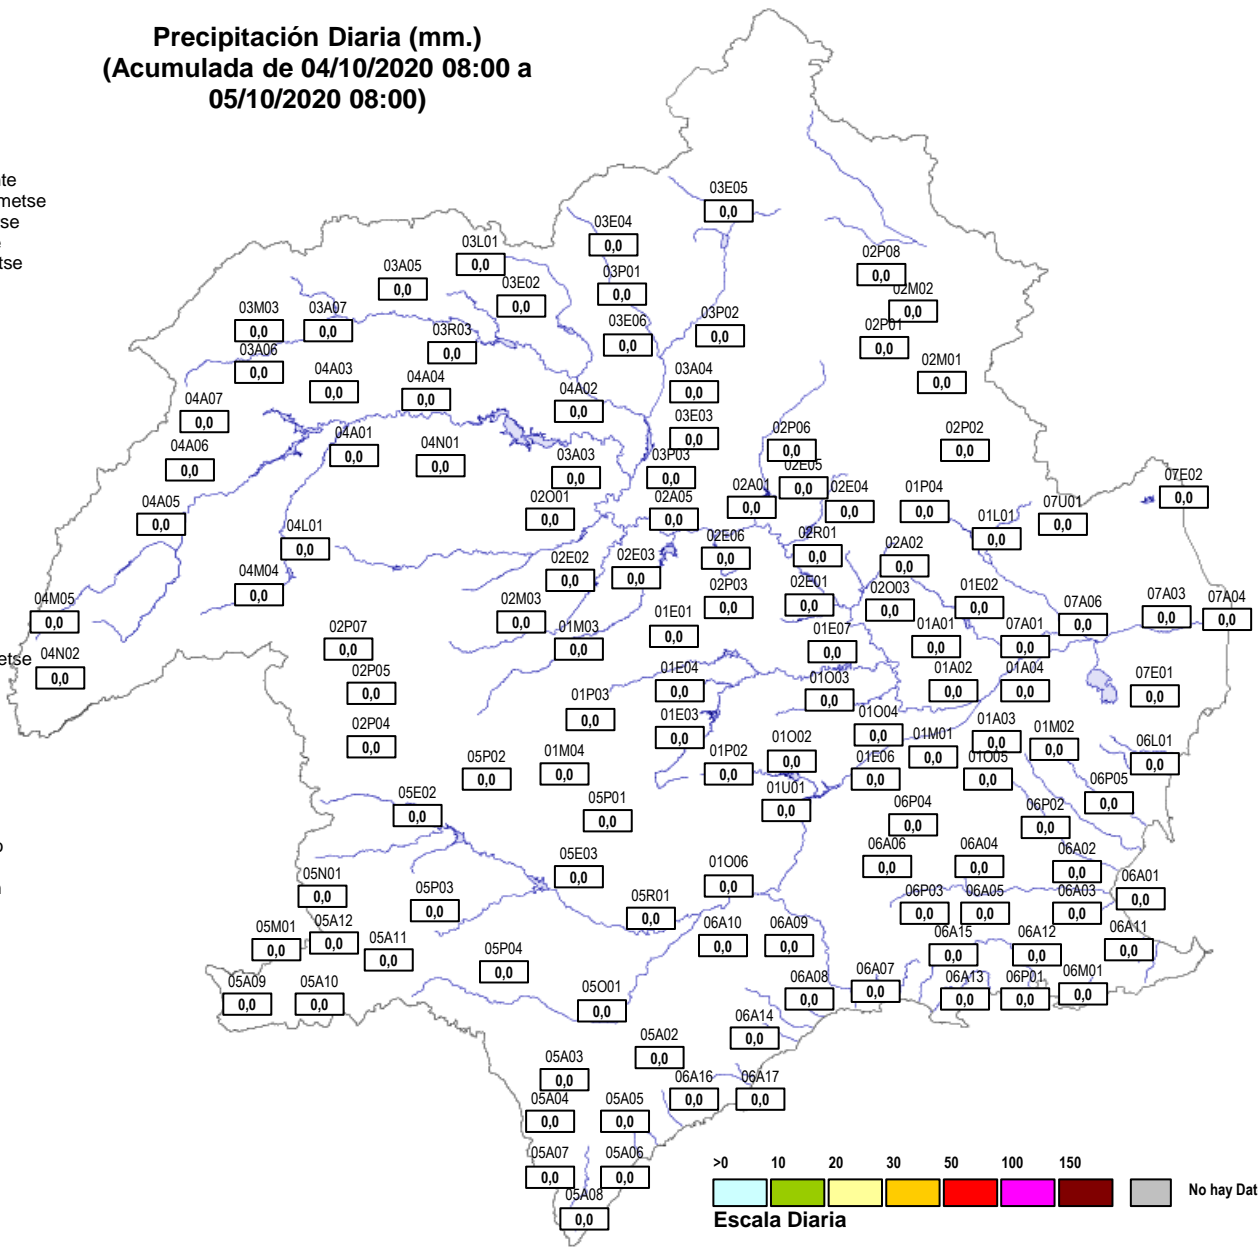 Precipitación Diaria (mm.)
(Acumulada de 04/10/2020 08:00 a
05/10/2020 08:00)
te
metse
se
tse
etse
03E05
0,0
03E04
0,0
03L01
0,0
02P08
0,0
03A05
0,0
03P01
0,0
03E02
0,0
02M02
0,0
03M03
0,0
03A07
0,0
03P02
0,0
03E06
0,0
03R03
0,0
02P01
0,0
03A06
0,0
02M01
0,0
04A03
0,0
04A04
0,0
03A04
0,0
04A02
0,0
04A07
0,0
03E03
0,0
02P06
0,0
02P02
0,0
04A01
0,0
04N01
0,0
04A06
0,0
03A03
0,0
03P03
0,0
02E05
0,0
07E02
0,0
02A01
0,0
02E04
0,0
01P04
0,0
04A05
0,0
02O01
0,0
02A05
0,0
07U01
0,0
01L01
0,0
04L01
0,0
02E06
0,0
02R01
0,0
02A02
0,0
02E02
0,0
02E03
0,0
04M04
0,0
02P03
0,0
02E01
0,0
02O03
0,0
01E02
0,0
04M05
0,0
02M03
0,0
07A06
0,0
07A03
0,0
07A04
0,0
01E01
0,0
02P07
0,0
01M03
0,0
01E07
0,0
01A01
0,0
07A01
0,0
04N02
0,0
02P05
0,0
01E04
0,0
01O03
0,0
01A02
0,0
01A04
0,0
07E01
0,0
01P03
0,0
01E03
0,0
01O04
0,0
02P04
0,0
01A03
0,0
01M02
0,0
01O02
0,0
01M01
0,0
06L01
0,0
05P02
0,0
01M04
0,0
01P02
0,0
01E06
0,0
01O05
0,0
05E02
0,0
05P01
0,0
01U01
0,0
06P05
0,0
06P04
0,0
06P02
0,0
05E03
0,0
06A06
0,0
06A04
0,0
06A02
0,0
05N01
0,0
05P03
0,0
01O06
0,0
06A01
0,0
05R01
0,0
06P03
0,0
06A05
0,0
06A03
0,0
05M01
0,0
05A12
0,0
05A11
0,0
06A10
0,0
06A09
0,0
06A15
0,0
06A12
0,0
06A11
0,0
05P04
0,0
05A09
0,0
05A10
0,0
05O01
0,0
06A08
0,0
06A07
0,0
06A13
0,0
06P01
0,0
06M01
0,0
06A14
0,0
05A02
0,0
05A03
0,0
06A16
0,0
06A17
0,0
05A04
0,0
05A05
0,0
05A07
0,0
05A06
0,0
05A08
0,0
>0 10 20 30 50 100 150
No hay Dat
Escala Diaria